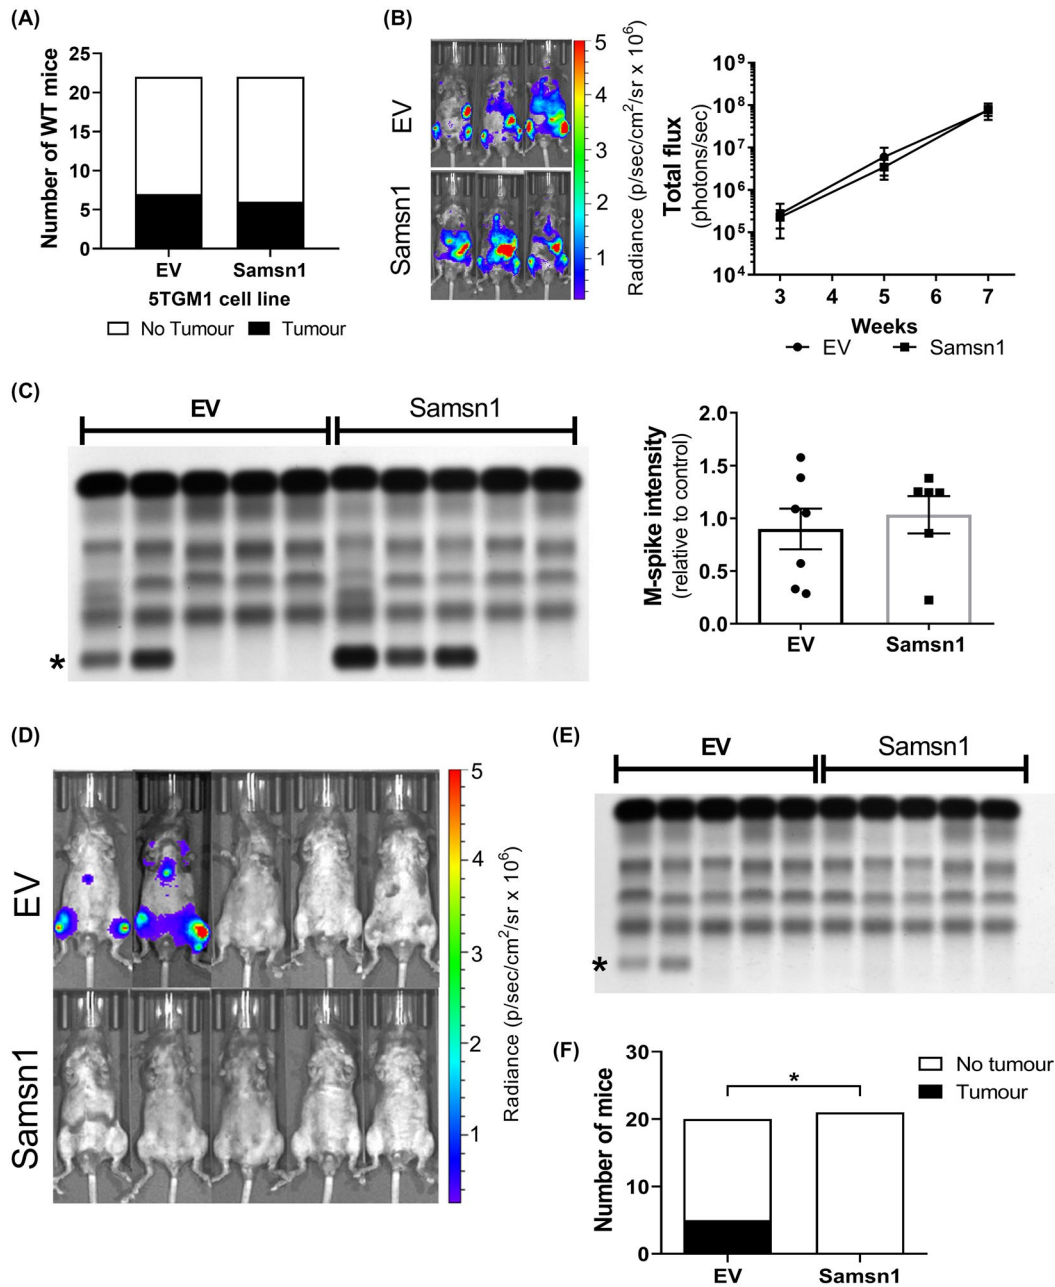 (A)
Number of WT mice
25
20
15
10
5
0
EV
Samsn1
5TGM1 cell line
No Tumour
Tumour
(B)
EV
Samsn1
5
4
3
2
1
Radiance (p/sec/cm²/sr x 10⁶)
Total flux
(photons/sec)
10⁹
10⁸
10⁷
10⁶
10⁵
10⁴
3
4
5
6
7
Weeks
EV
Samsn1
(C)
EV
Samsn1
*
M-spike intensity
(relative to control)
2.0
1.5
1.0
0.5
0.0
EV
Samsn1
(D)
EV
Samsn1
5
4
3
2
1
Radiance (p/sec/cm²/sr x 10⁶)
(E)
EV
Samsn1
*
(F)
Number of mice
30
20
10
0
*
EV
Samsn1
No tumour
Tumour